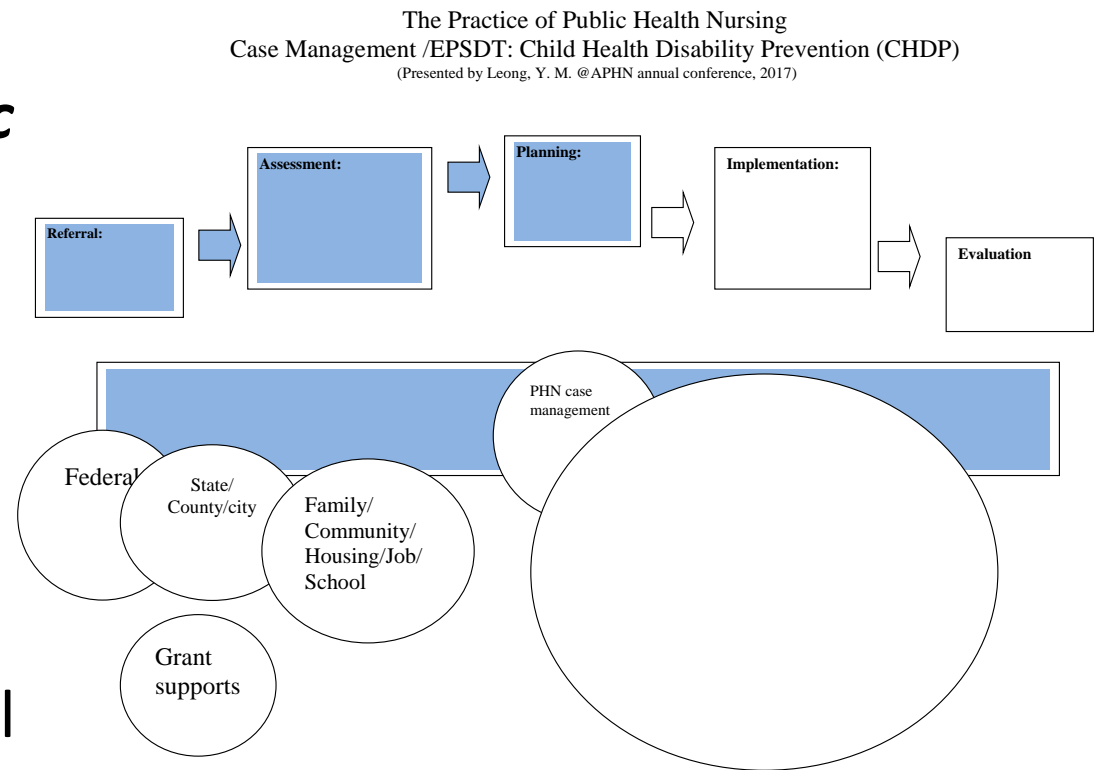 The Practice of Public Health Nursing
Case Management /EPSDT: Child Health Disability Prevention (CHDP)
(Presented by Leong, Y. M. @APHN annual conference, 2017)
c
Referral:
Assessment:
Planning:
Implementation:
Evaluation
PHN case
management
Federal
State/
County/city
Family/
Community/
Housing/Job/
School
Grant
supports
l